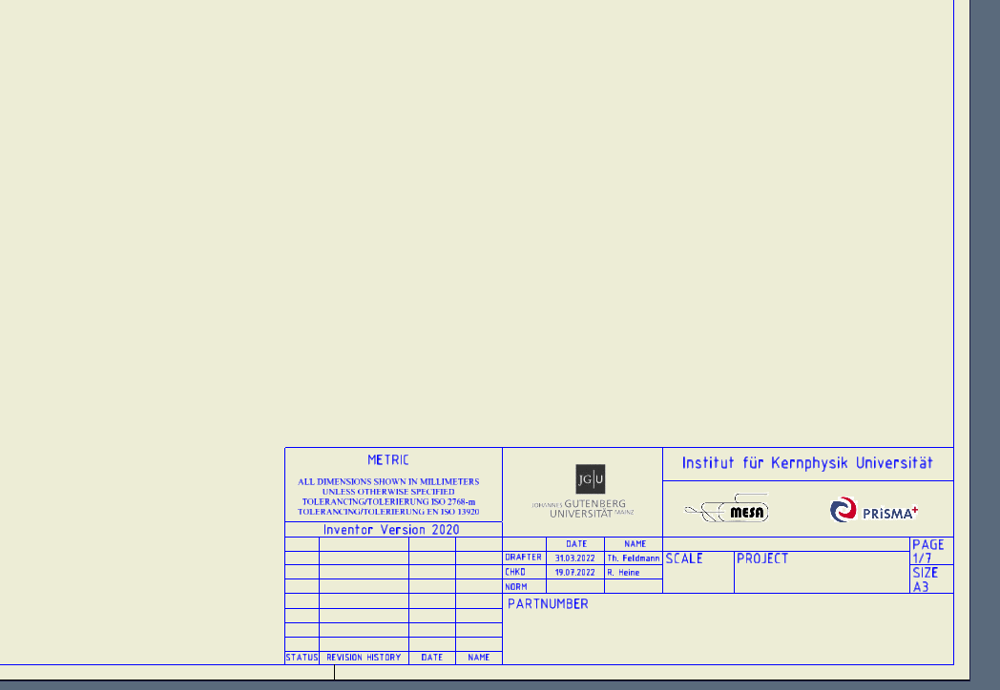 METRIC
ALL DIMENSIONS SHOWN IN MILLIMETERS
UNLESS OTHERWISE SPECIFIED
TOLERANCING/TOLERIERUNG ISO 2768-m
TOLERANCING/TOLERIERUNG EN ISO 13920
Inventor Version 2020
STATUS REVISION HISTORY DATE NAME
JG|U
JOHANNES GUTENBERG
UNIVERSITÄT MAINZ
DATE NAME
DRAFTER 31.03.2022 Th. Feldmann
CHKD 19.07.2022 R. Heine
NORM
Institut für Kernphysik Universität
MESA PRiSMA+
SCALE PROJECT
PAGE
1/7
SIZE
A3
PARTNUMBER